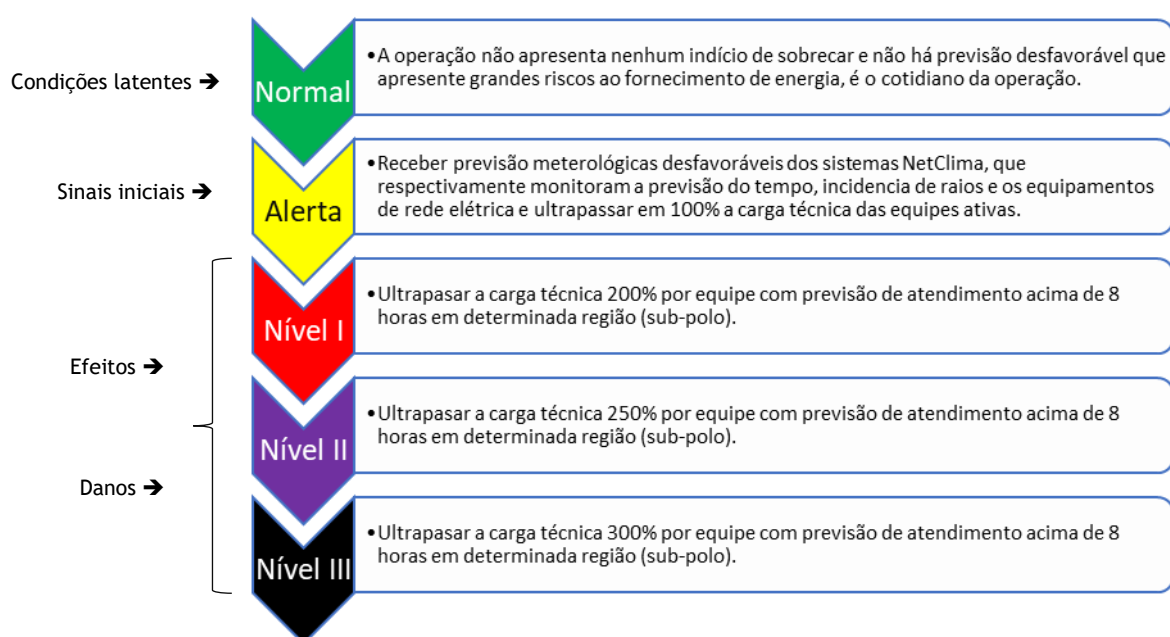 Condições latentes ➔
Normal
•A operação não apresenta nenhum indício de sobrecar e não há previsão desfavorável que
apresente grandes riscos ao fornecimento de energia, é o cotidiano da operação.
Sinais iniciais ➔
Alerta
•Receber previsão meterológicas desfavoráveis dos sistemas NetClima, que
respectivamente monitoram a previsão do tempo, incidencia de raios e os equipamentos
de rede elétrica e ultrapassar em 100% a carga técnica das equipes ativas.
Nível I
•Ultrapasar a carga técnica 200% por equipe com previsão de atendimento acima de 8
horas em determinada região (sub-polo).
Efeitos ➔
Nível II
•Ultrapasar a carga técnica 250% por equipe com previsão de atendimento acima de 8
horas em determinada região (sub-polo).
Danos ➔
Nível III
•Ultrapasar a carga técnica 300% por equipe com previsão de atendimento acima de 8
horas em determinada região (sub-polo).